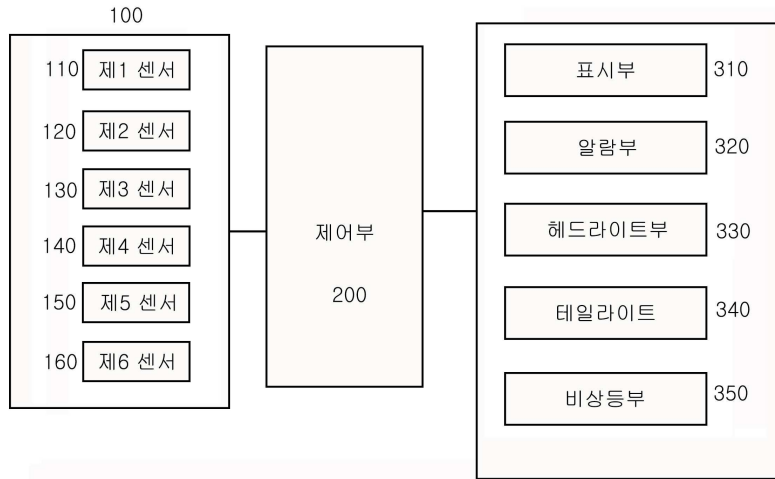 100
110 제1 센서
120 제2 센서
130 제3 센서
140 제4 센서
150 제5 센서
160 제6 센서
제어부
200
표시부 310
알람부 320
헤드라이트부 330
테일라이트 340
비상등부 350